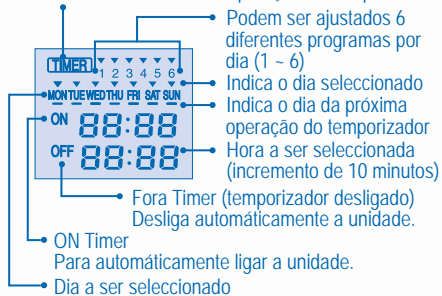 Podem ser ajustados 6
diferentes programas por
dia (1 ~ 6)
TIMER
1 2 3 4 5 6
Indica o dia seleccionado
MON TUE WED THU FRI SAT SUN
Indica o dia da próxima
operação do temporizador
ON 88:88
Hora a ser seleccionada
(incremento de 10 minutos)
OFF 88:88
Fora Timer (temporizador desligado)
Desliga automáticamente a unidade.
ON Timer
Para automáticamente ligar a unidade.
Dia a ser seleccionado